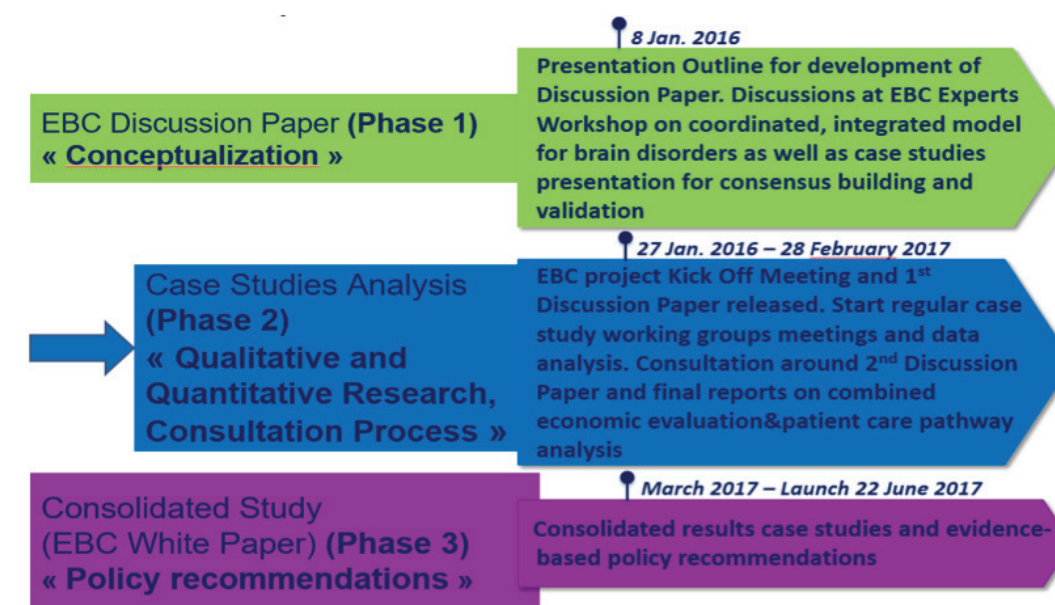 8 Jan. 2016
EBC Discussion Paper (Phase 1)
« Conceptualization »
Presentation Outline for development of
Discussion Paper. Discussions at EBC Experts
Workshop on coordinated, integrated model
for brain disorders as well as case studies
presentation for consensus building and
validation
27 Jan. 2016 – 28 February 2017
Case Studies Analysis
(Phase 2)
« Qualitative and
Quantitative Research,
Consultation Process »
EBC project Kick Off Meeting and 1st
Discussion Paper released. Start regular case
study working groups meetings and data
analysis. Consultation around 2nd Discussion
Paper and final reports on combined
economic evaluation&patient care pathway
analysis
March 2017 – Launch 22 June 2017
Consolidated Study
(EBC White Paper) (Phase 3)
« Policy recommendations »
Consolidated results case studies and evidence-
based policy recommendations